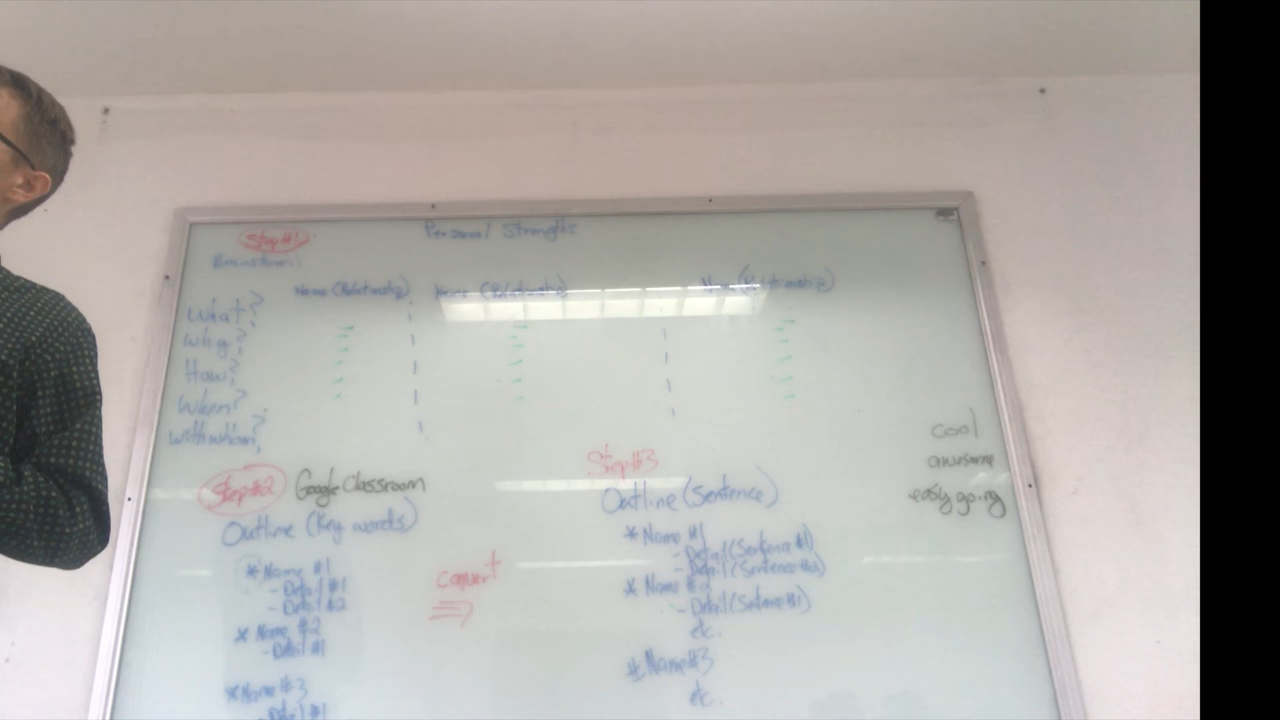 Step#1 Personal Strengths
Brainstorm:
Name (Relationship) Name (Relationship) Name (Relationship)
What?
Why?
How?
When?
With whom?
Step#2 Google Classroom
Outline (Key words)
* Name #1
- Detail #1
- Detail #2
* Name #2
- Detail #1
* Name #3
- Detail #1
convert
⇒
Step#3
Outline (Sentence)
* Name #1
- Detail (Sentence #1)
- Detail (Sentence #2)
* Name #2
- Detail (Sentence #1)
etc.
* Name #3
etc.
cool
awusome
easy going